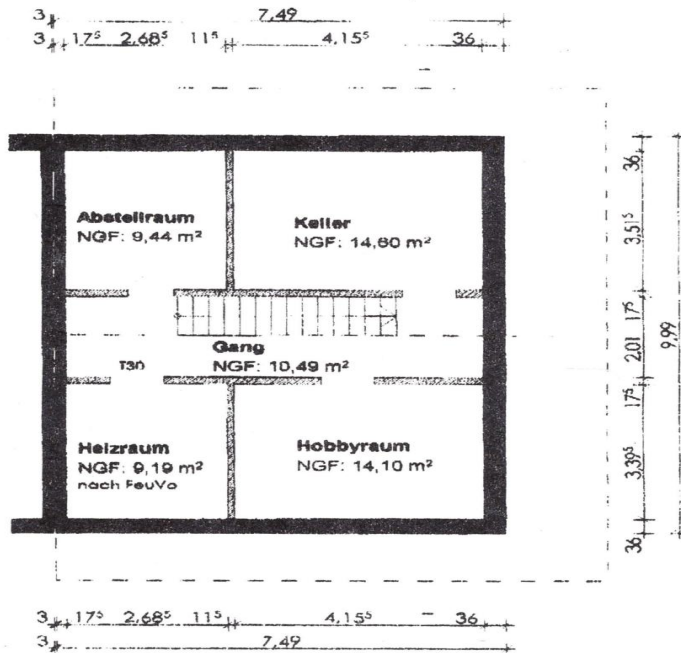 3 7,49
3 17⁵ 2,68⁵ 11⁵ 4,15⁵ 36
Abstellraum
NGF: 9,44 m²
Keller
NGF: 14,60 m²
Gang
NGF: 10,49 m²
T30
Heizraum
NGF: 9,19 m²
nach FeuVo
Hobbyraum
NGF: 14,10 m²
36
3,51⁵
17⁵
2,01
17⁵
3,39⁵
36
9,99
3 17⁵ 2,68⁵ 11⁵ 4,15⁵ 36
3 7,49